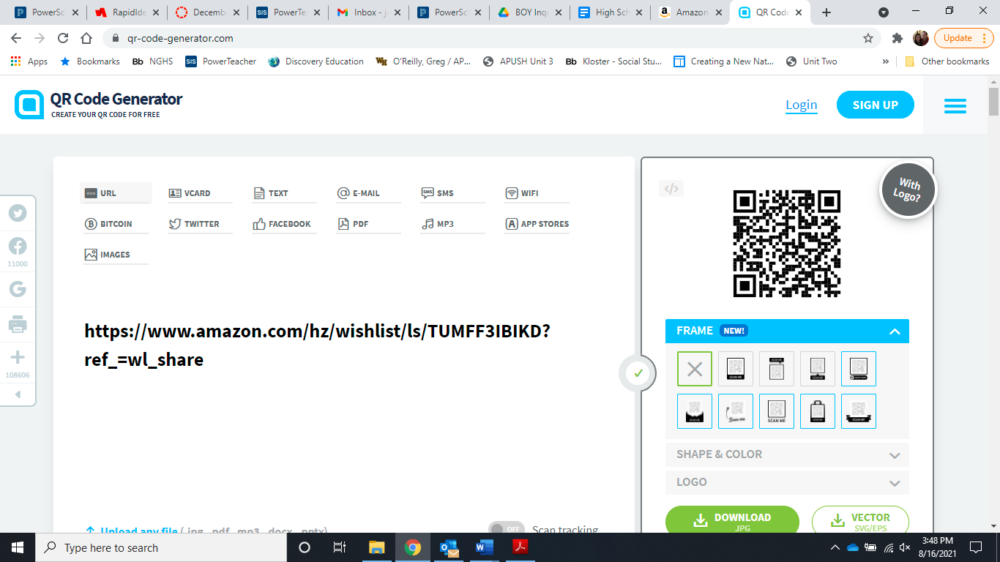 PowerSc
RapidIde
Decembe
PowerTe
Inbox - j
PowerSc
BOY Inqu
High Sch
Amazon
QR Code
qr-code-generator.com
Update
Apps
Bookmarks
Bb NGHS
SIS PowerTeacher
Discovery Education
O'Reilly, Greg / AP...
APUSH Unit 3
Bb Kloster - Social Stu...
Creating a New Nat...
Unit Two
»
Other bookmarks
QR Code Generator
CREATE YOUR QR CODE FOR FREE
Login
SIGN UP
URL
VCARD
TEXT
E-MAIL
SMS
WIFI
BITCOIN
TWITTER
FACEBOOK
PDF
MP3
APP STORES
IMAGES
11000
108606
https://www.amazon.com/hz/wishlist/ls/TUMFF3IBIKD?
ref_=wl_share
Upload any file (.jpg, .pdf, .mp3, .docx, .pptx)
OFF
Scan tracking
</>
With
Logo?
FRAME NEW!
SCAN ME
SHAPE & COLOR
LOGO
DOWNLOAD
JPG
VECTOR
SVG/EPS
Type here to search
3:48 PM
8/16/2021